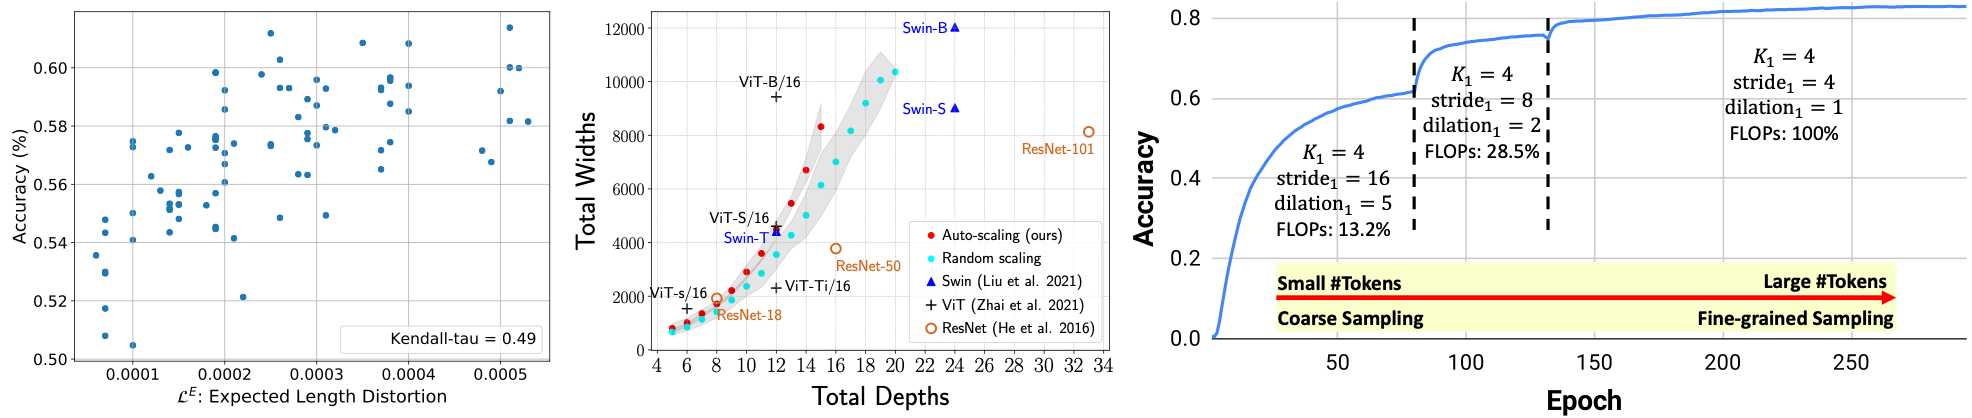 Accuracy (%)
0.60
0.58
0.56
0.54
0.52
0.50
Kendall-tau = 0.49
0.0001 0.0002 0.0003 0.0004 0.0005
ℒᴱ: Expected Length Distortion
Total Widths
12000
10000
8000
6000
4000
2000
0
Swin-B
ViT-B/16
Swin-S
ResNet-101
ViT-S/16
Swin-T
ResNet-50
ViT-s/16
ViT-Ti/16
ResNet-18
Auto-scaling (ours)
Random scaling
Swin (Liu et al. 2021)
ViT (Zhai et al. 2021)
ResNet (He et al. 2016)
4 6 8 10 12 14 16 18 20 22 24 26 28 30 32 34
Total Depths
Accuracy
0.8
0.6
0.4
0.2
0.0
K₁ = 4
stride₁ = 16
dilation₁ = 5
FLOPs: 13.2%
K₁ = 4
stride₁ = 8
dilation₁ = 2
FLOPs: 28.5%
K₁ = 4
stride₁ = 4
dilation₁ = 1
FLOPs: 100%
Small #Tokens Large #Tokens
Coarse Sampling Fine-grained Sampling
50 100 150 200 250
Epoch